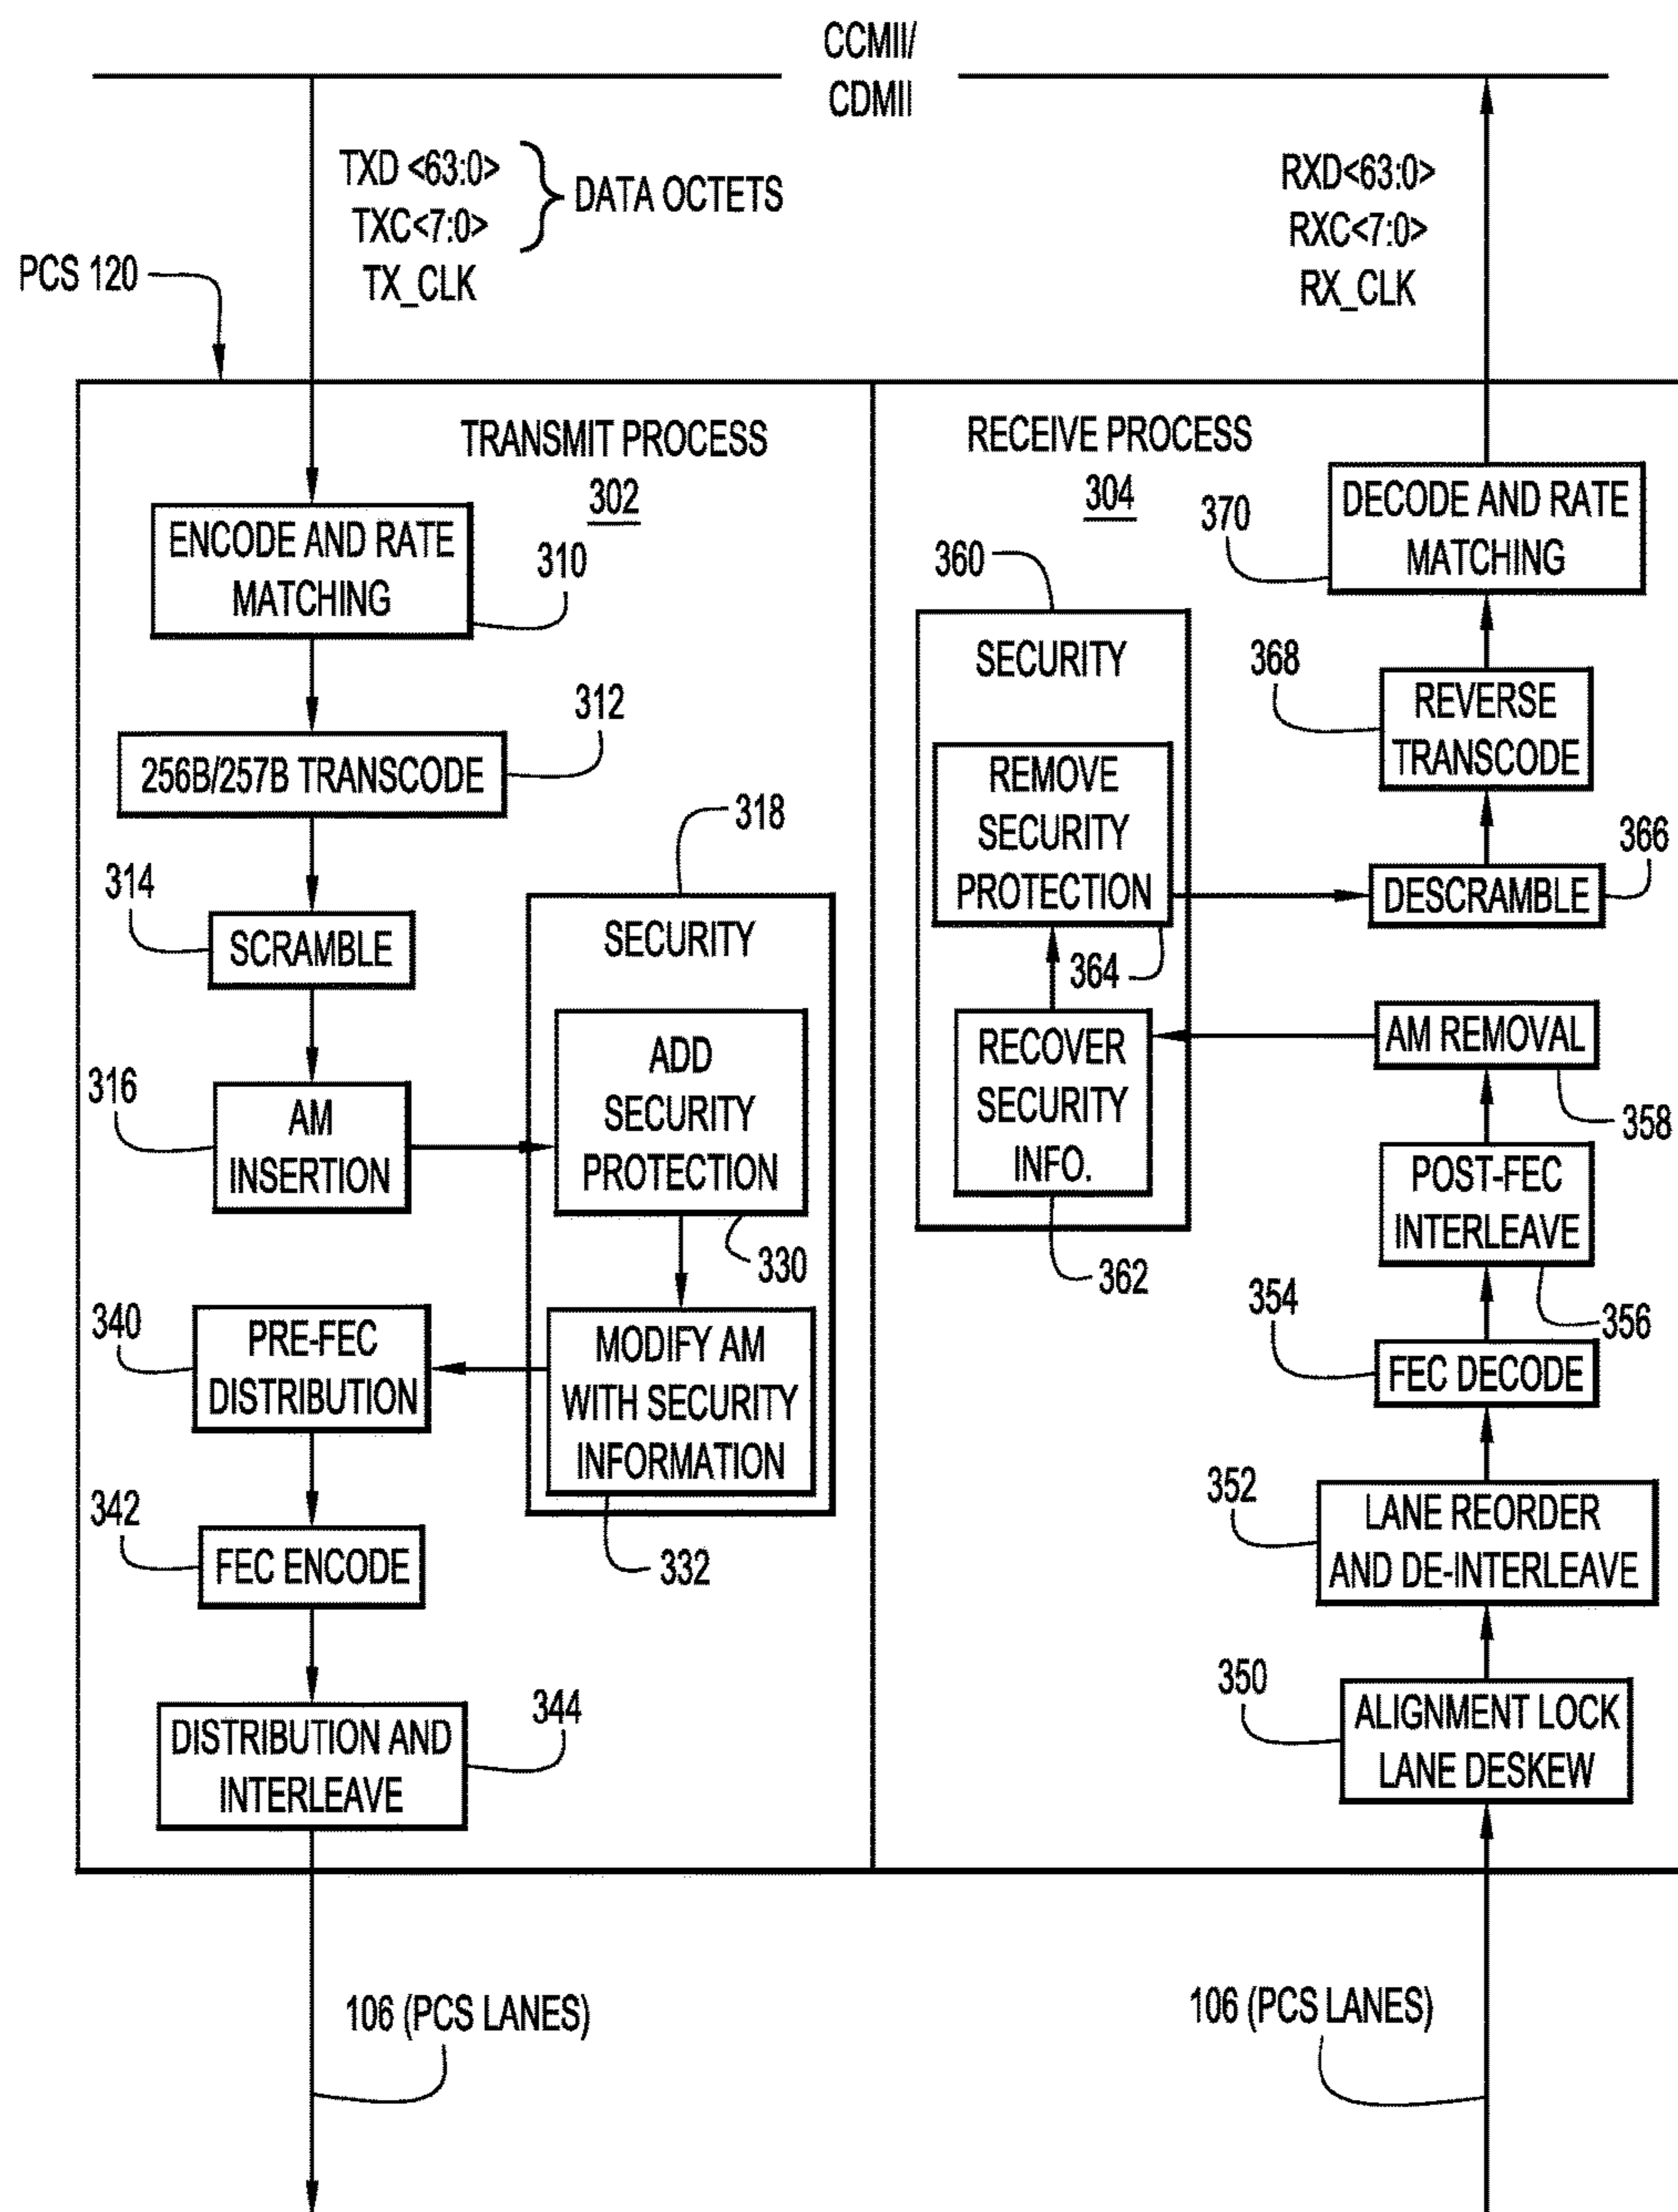 CCMII/
CDMII
TXD <63:0>
TXC<7:0>
DATA OCTETS
TX_CLK
RXD<63:0>
RXC<7:0>
RX_CLK
PCS 120
TRANSMIT PROCESS
302
ENCODE AND RATE
MATCHING
310
256B/257B TRANSCODE
312
SCRAMBLE
314
AM
INSERTION
316
318
SECURITY
ADD
SECURITY
PROTECTION
330
MODIFY AM
WITH SECURITY
INFORMATION
332
PRE-FEC
DISTRIBUTION
340
FEC ENCODE
342
DISTRIBUTION AND
INTERLEAVE
344
106 (PCS LANES)
RECEIVE PROCESS
304
DECODE AND RATE
MATCHING
370
REVERSE
TRANSCODE
368
DESCRAMBLE
366
360
SECURITY
REMOVE
SECURITY
PROTECTION
364
RECOVER
SECURITY
INFO.
362
AM REMOVAL
358
POST-FEC
INTERLEAVE
356
FEC DECODE
354
LANE REORDER
AND DE-INTERLEAVE
352
ALIGNMENT LOCK
LANE DESKEW
350
106 (PCS LANES)